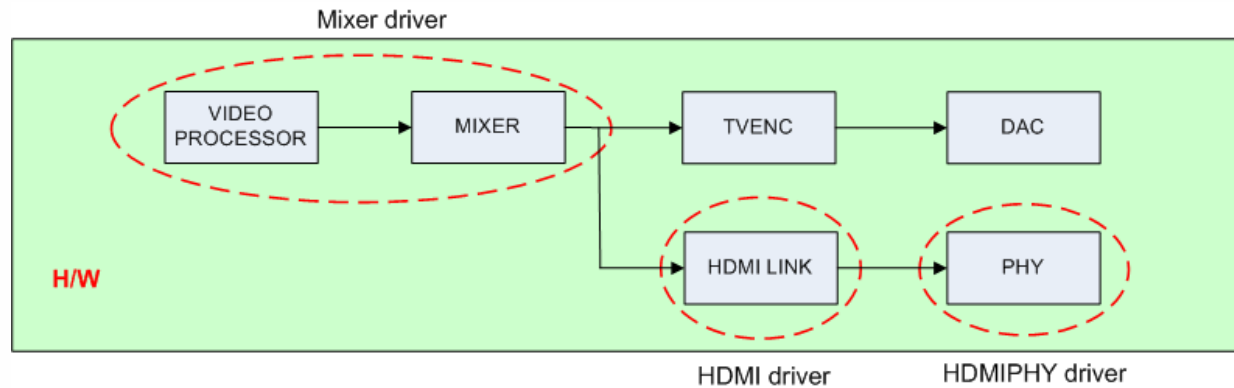 Mixer driver
VIDEO
PROCESSOR
MIXER
TVENC
DAC
HDMI LINK
PHY
H/W
HDMI driver
HDMIPHY driver